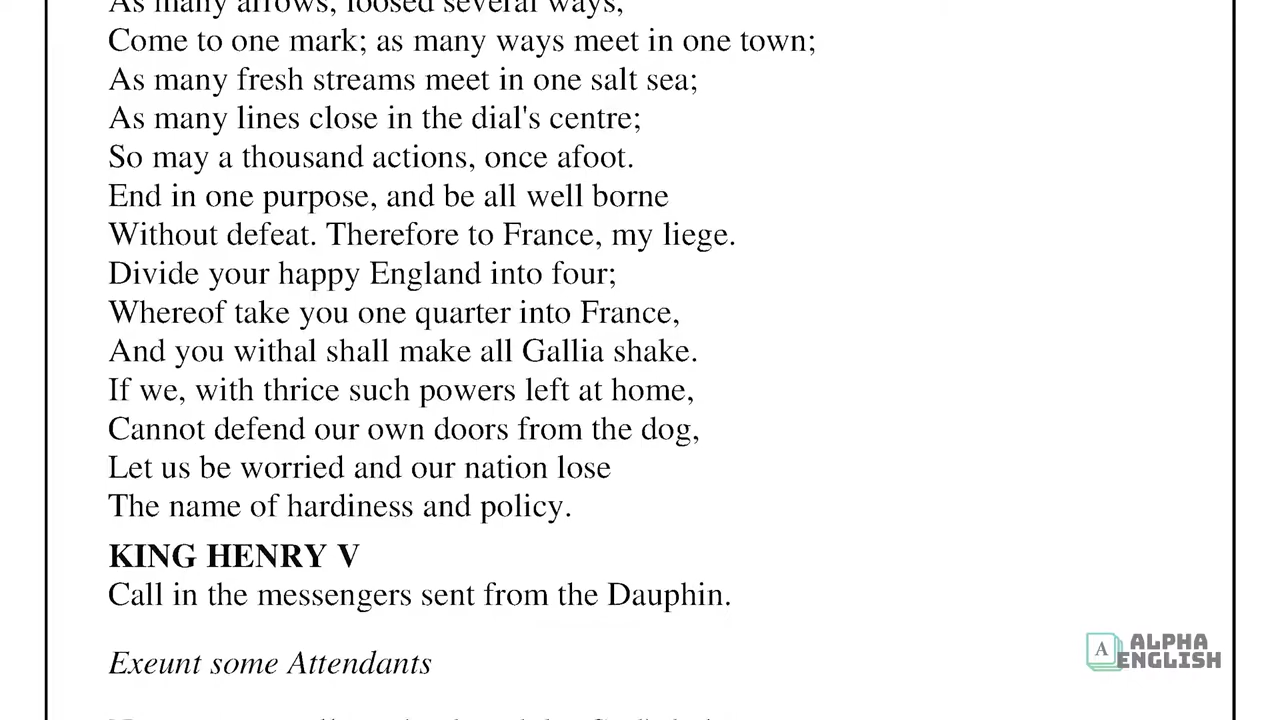 As many arrows, loosed several ways,
Come to one mark; as many ways meet in one town;
As many fresh streams meet in one salt sea;
As many lines close in the dial's centre;
So may a thousand actions, once afoot.
End in one purpose, and be all well borne
Without defeat. Therefore to France, my liege.
Divide your happy England into four;
Whereof take you one quarter into France,
And you withal shall make all Gallia shake.
If we, with thrice such powers left at home,
Cannot defend our own doors from the dog,
Let us be worried and our nation lose
The name of hardiness and policy.
KING HENRY V
Call in the messengers sent from the Dauphin.
Exeunt some Attendants
A ALPHA
ENGLISH